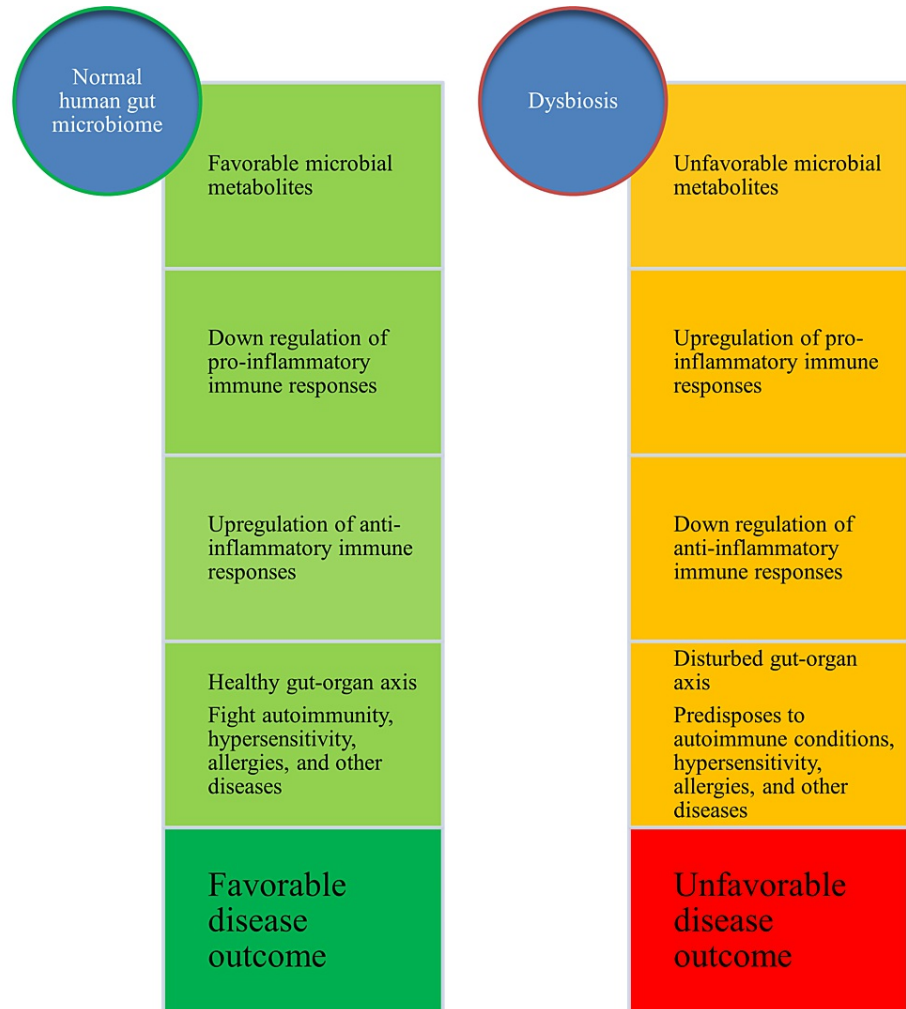 Normal
human gut
microbiome
Favorable microbial
metabolites
Down regulation of
pro-inflammatory
immune responses
Upregulation of anti-
inflammatory immune
responses
Healthy gut-organ axis
Fight autoimmunity,
hypersensitivity,
allergies, and other
diseases
Favorable
disease
outcome
Dysbiosis
Unfavorable microbial
metabolites
Upregulation of pro-
inflammatory immune
responses
Down regulation of
anti-inflammatory
immune responses
Disturbed gut-organ
axis
Predisposes to
autoimmune conditions,
hypersensitivity,
allergies, and other
diseases
Unfavorable
disease
outcome